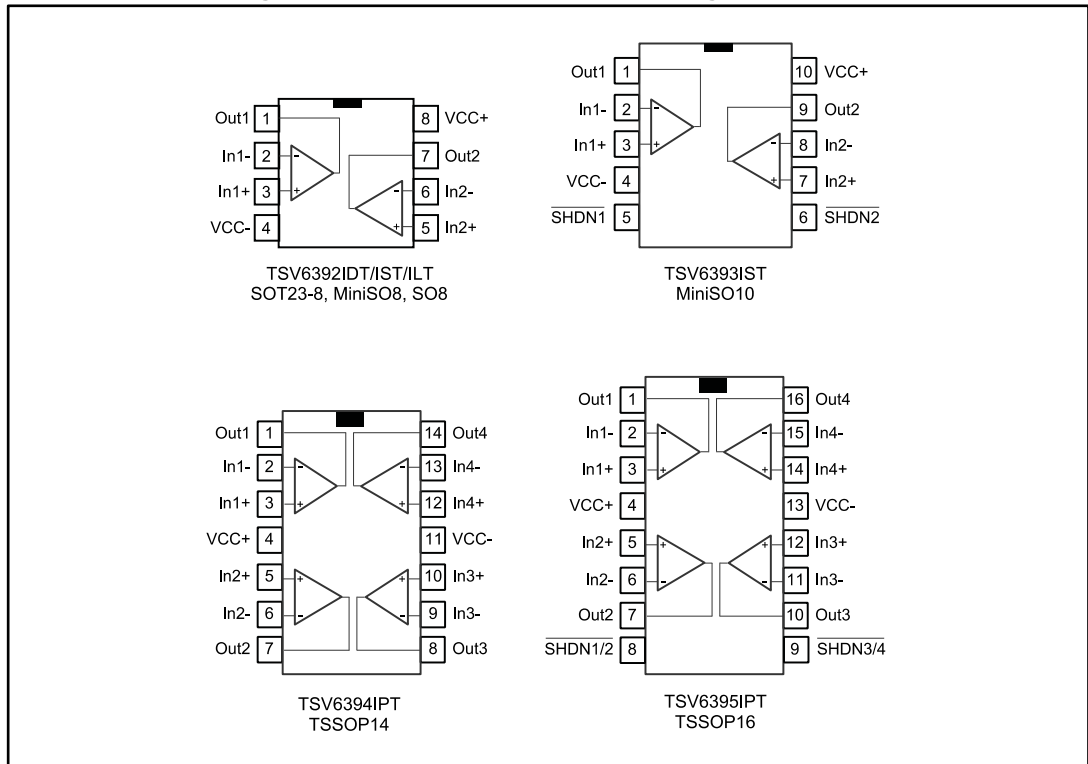 Out1 1
In1- 2
In1+ 3
VCC- 4
8 VCC+
7 Out2
6 In2-
5 In2+
- + - +
TSV6392IDT/IST/ILT
SOT23-8, MiniSO8, SO8
Out1 1
In1- 2
In1+ 3
VCC- 4
SHDN1 5
10 VCC+
9 Out2
8 In2-
7 In2+
6 SHDN2
- + - +
TSV6393IST
MiniSO10
Out1 1
In1- 2
In1+ 3
VCC+ 4
In2+ 5
In2- 6
Out2 7
14 Out4
13 In4-
12 In4+
11 VCC-
10 In3+
9 In3-
8 Out3
- + - +
+ - + -
TSV6394IPT
TSSOP14
Out1 1
In1- 2
In1+ 3
VCC+ 4
In2+ 5
In2- 6
Out2 7
SHDN1/2 8
16 Out4
15 In4-
14 In4+
13 VCC-
12 In3+
11 In3-
10 Out3
9 SHDN3/4
- + - +
+ - + -
TSV6395IPT
TSSOP16